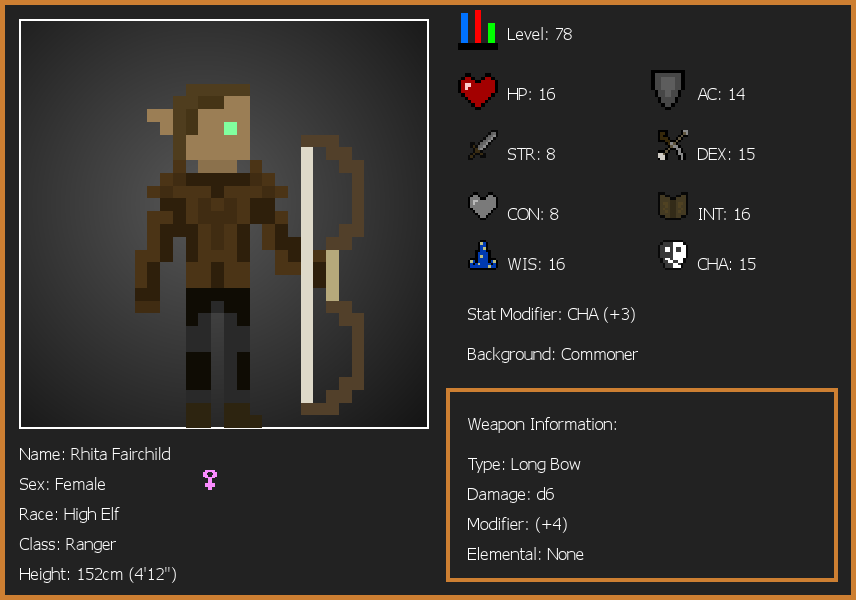 Level: 78
HP: 16
AC: 14
STR: 8
DEX: 15
CON: 8
INT: 16
WIS: 16
CHA: 15
Stat Modifier: CHA (+3)
Background: Commoner
Weapon Information:
Type: Long Bow
Damage: d6
Modifier: (+4)
Elemental: None
Name: Rhita Fairchild
Sex: Female
Race: High Elf
Class: Ranger
Height: 152cm (4'12")